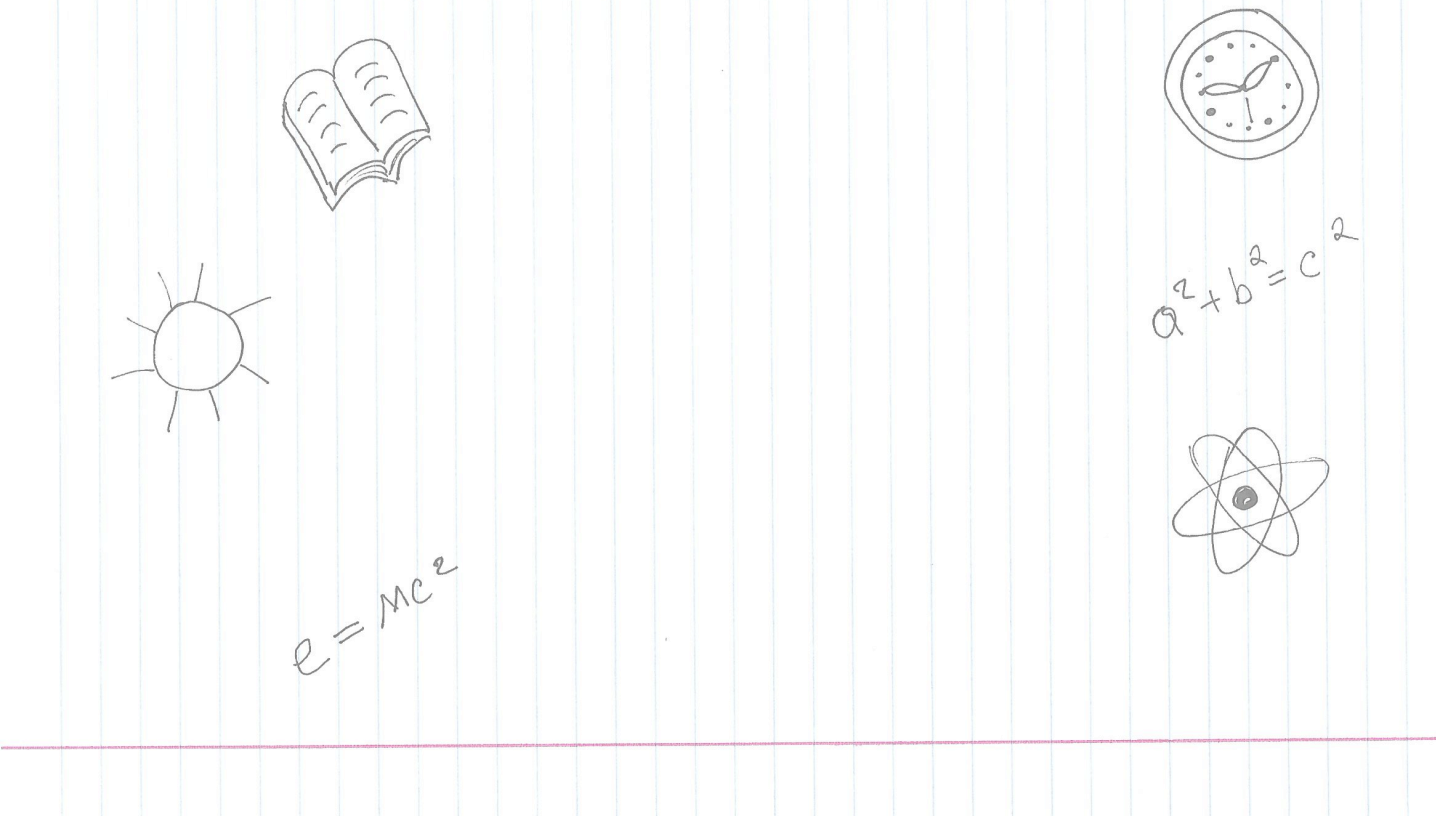 a² + b² = c²
e = mc²